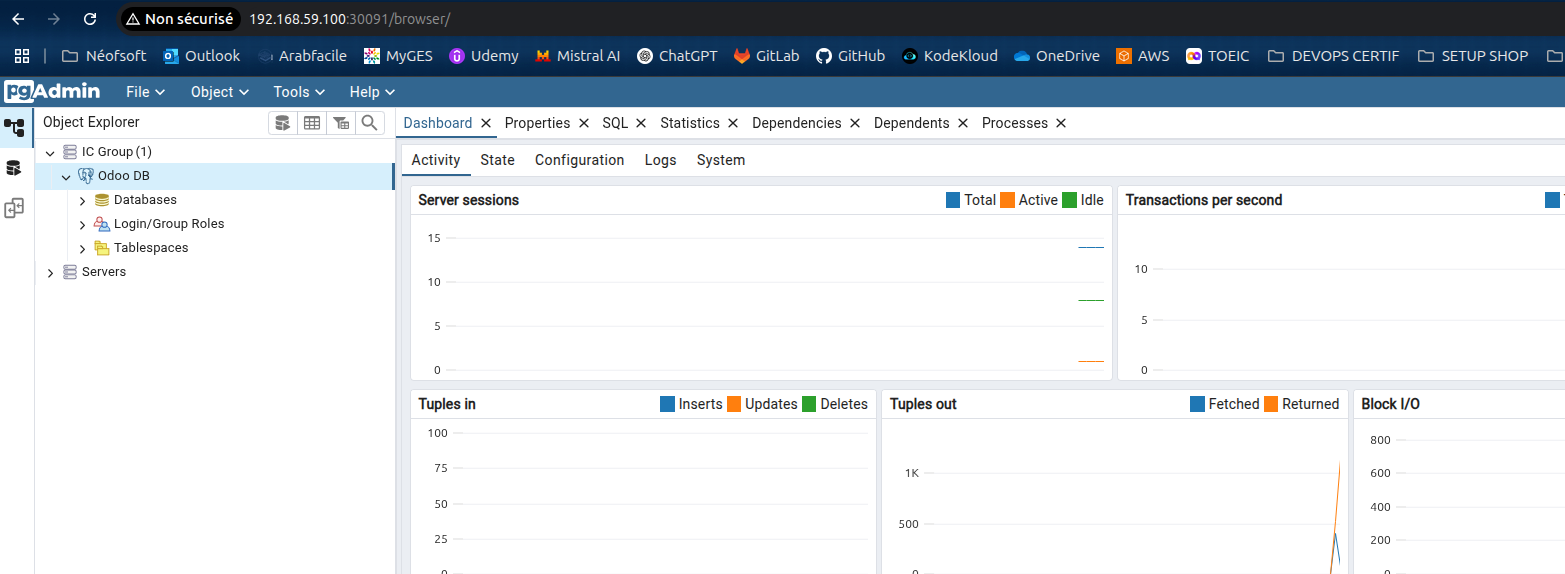 Non sécurisé 192.168.59.100:30091/browser/
Néofsoft Outlook Arabfacile MyGES Udemy Mistral AI ChatGPT GitLab GitHub KodeKloud OneDrive AWS TOEIC DEVOPS CERTIF SETUP SHOP
pgAdmin File Object Tools Help
Object Explorer
Dashboard Properties SQL Statistics Dependencies Dependents Processes
IC Group (1)
Odoo DB
Databases
Login/Group Roles
Tablespaces
Servers
Activity State Configuration Logs System
Server sessions Total Active Idle
15
10
5
0
Transactions per second
10
5
0
Tuples in Inserts Updates Deletes
100
75
50
25
0
Tuples out Fetched Returned
1K
500
0
Block I/O
800
600
400
200
0